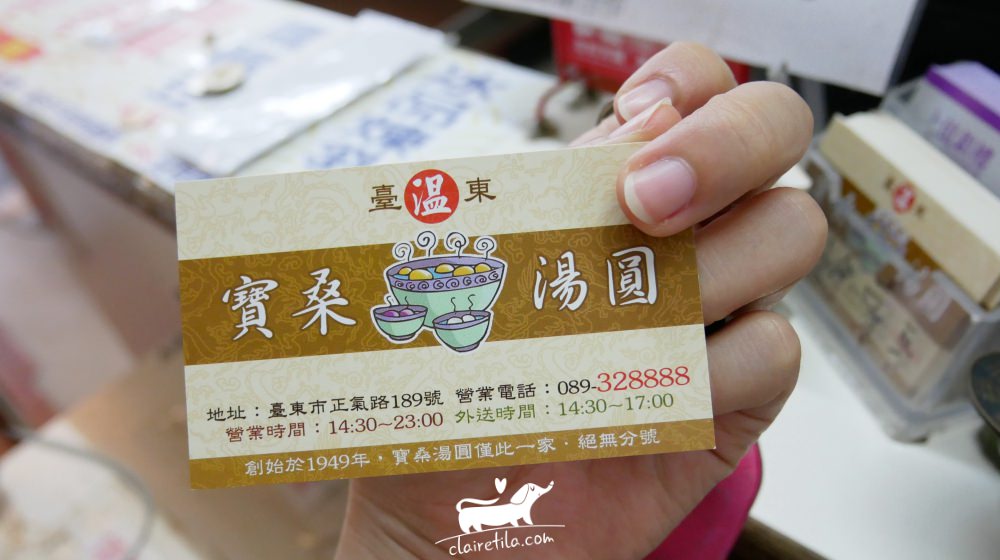 臺溫東
寶桑湯圓
地址：臺東市正氣路189號 營業電話：089-328888
營業時間：14:30~23:00 外送時間：14:30~17:00
創始於1949年，寶桑湯圓僅此一家．絕無分號
溫東
clairetila.com